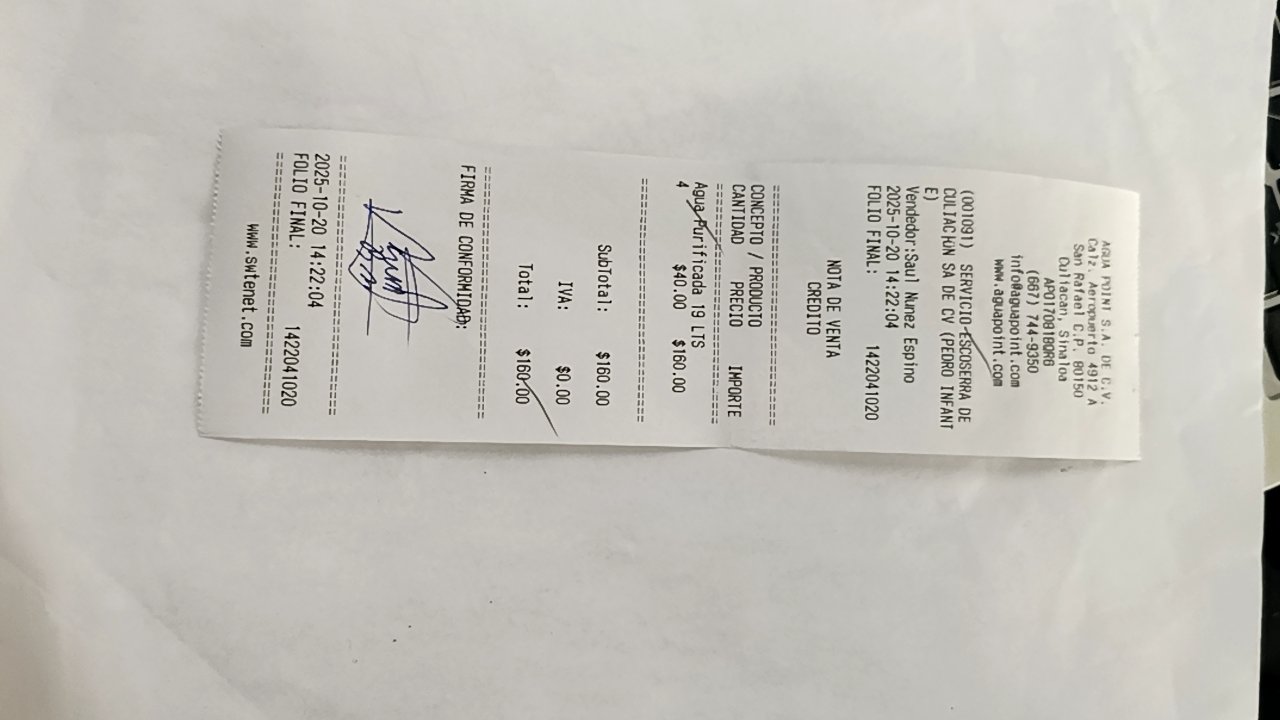 AGUA POINT S.A. DE C.V.
Calz. Aeropuerto 4912 A
San Rafael C.P. 80150
Culiacan, Sinaloa
APO170818QR8
(667) 744-9350
info@aguapoint.com
www.aguapoint.com
(001091) SERVICIO ESCOSERRA DE
CULIACAN SA DE CV (PEDRO INFANT
E)
Vendedor:Saul Nunez Espino
2025-10-20 14:22:04
FOLIO FINAL: 1422041020
NOTA DE VENTA
CREDITO
===============================
CONCEPTO / PRODUCTO
CANTIDAD PRECIO IMPORTE
===============================
Agua Purificada 19 LTS
4 $40.00 $160.00
===============================
SubTotal: $160.00
IVA: $0.00
Total: $160.00
===============================
FIRMA DE CONFORMIDAD:
===============================
2025-10-20 14:22:04
FOLIO FINAL: 1422041020
===============================
www.swtenet.com